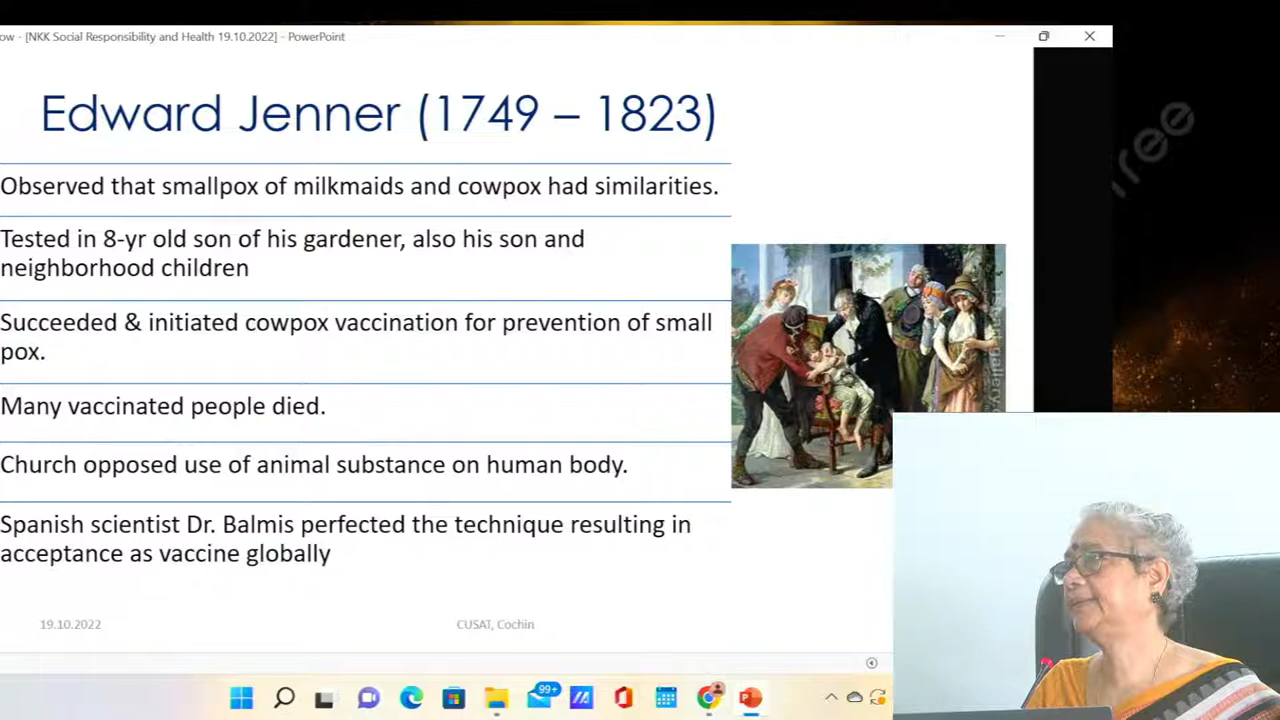 ow - [NKK Social Responsibility and Health 19.10.2022] - PowerPoint
Edward Jenner (1749 – 1823)
Observed that smallpox of milkmaids and cowpox had similarities.
Tested in 8-yr old son of his gardener, also his son and
neighborhood children
Succeeded & initiated cowpox vaccination for prevention of small
pox.
Many vaccinated people died.
Church opposed use of animal substance on human body.
Spanish scientist Dr. Balmis perfected the technique resulting in
acceptance as vaccine globally
19.10.2022
CUSAT, Cochin
99+